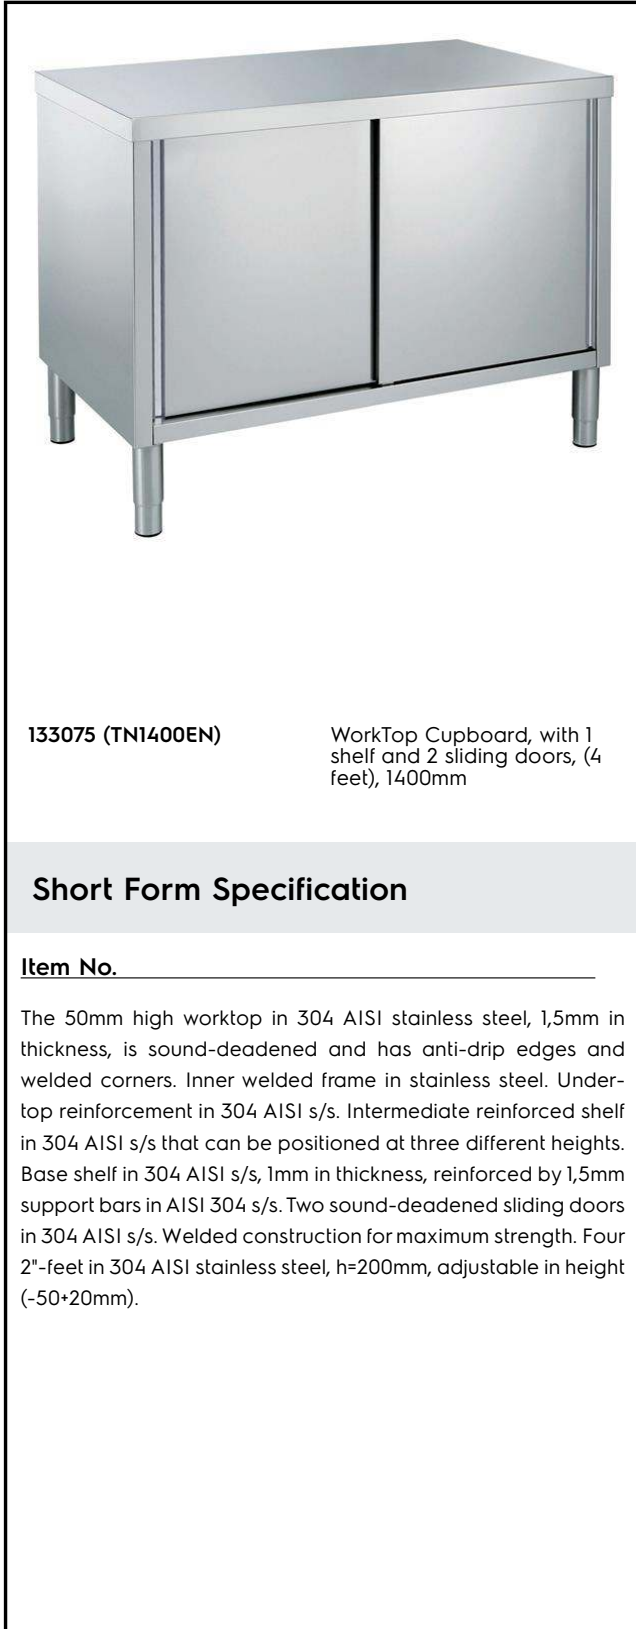 133075 (TN1400EN)
WorkTop Cupboard, with 1
shelf and 2 sliding doors, (4
feet), 1400mm
Short Form Specification
Item No.
The 50mm high worktop in 304 AISI stainless steel, 1,5mm in
thickness, is sound-deadened and has anti-drip edges and
welded corners. Inner welded frame in stainless steel. Under-
top reinforcement in 304 AISI s/s. Intermediate reinforced shelf
in 304 AISI s/s that can be positioned at three different heights.
Base shelf in 304 AISI s/s, 1mm in thickness, reinforced by 1,5mm
support bars in AISI 304 s/s. Two sound-deadened sliding doors
in 304 AISI s/s. Welded construction for maximum strength. Four
2"-feet in 304 AISI stainless steel, h=200mm, adjustable in height
(-50+20mm).